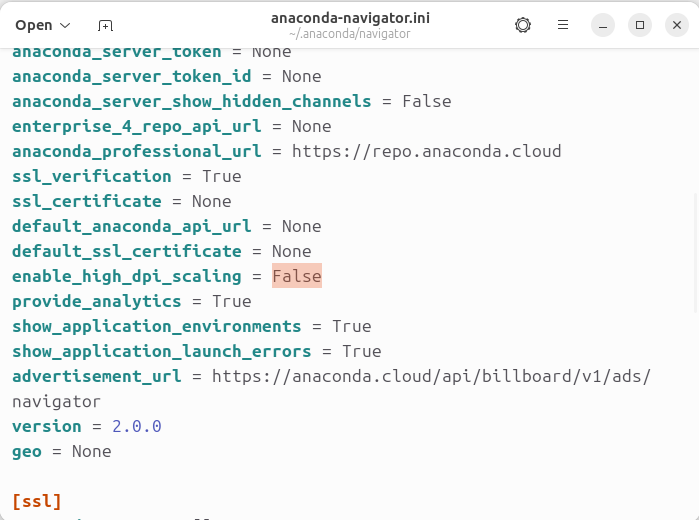 Open
anaconda-navigator.ini
~/.anaconda/navigator
anaconda_server_token = None
anaconda_server_token_id = None
anaconda_server_show_hidden_channels = False
enterprise_4_repo_api_url = None
anaconda_professional_url = https://repo.anaconda.cloud
ssl_verification = True
ssl_certificate = None
default_anaconda_api_url = None
default_ssl_certificate = None
enable_high_dpi_scaling = False
provide_analytics = True
show_application_environments = True
show_application_launch_errors = True
advertisement_url = https://anaconda.cloud/api/billboard/v1/ads/
navigator
version = 2.0.0
geo = None
[ssl]